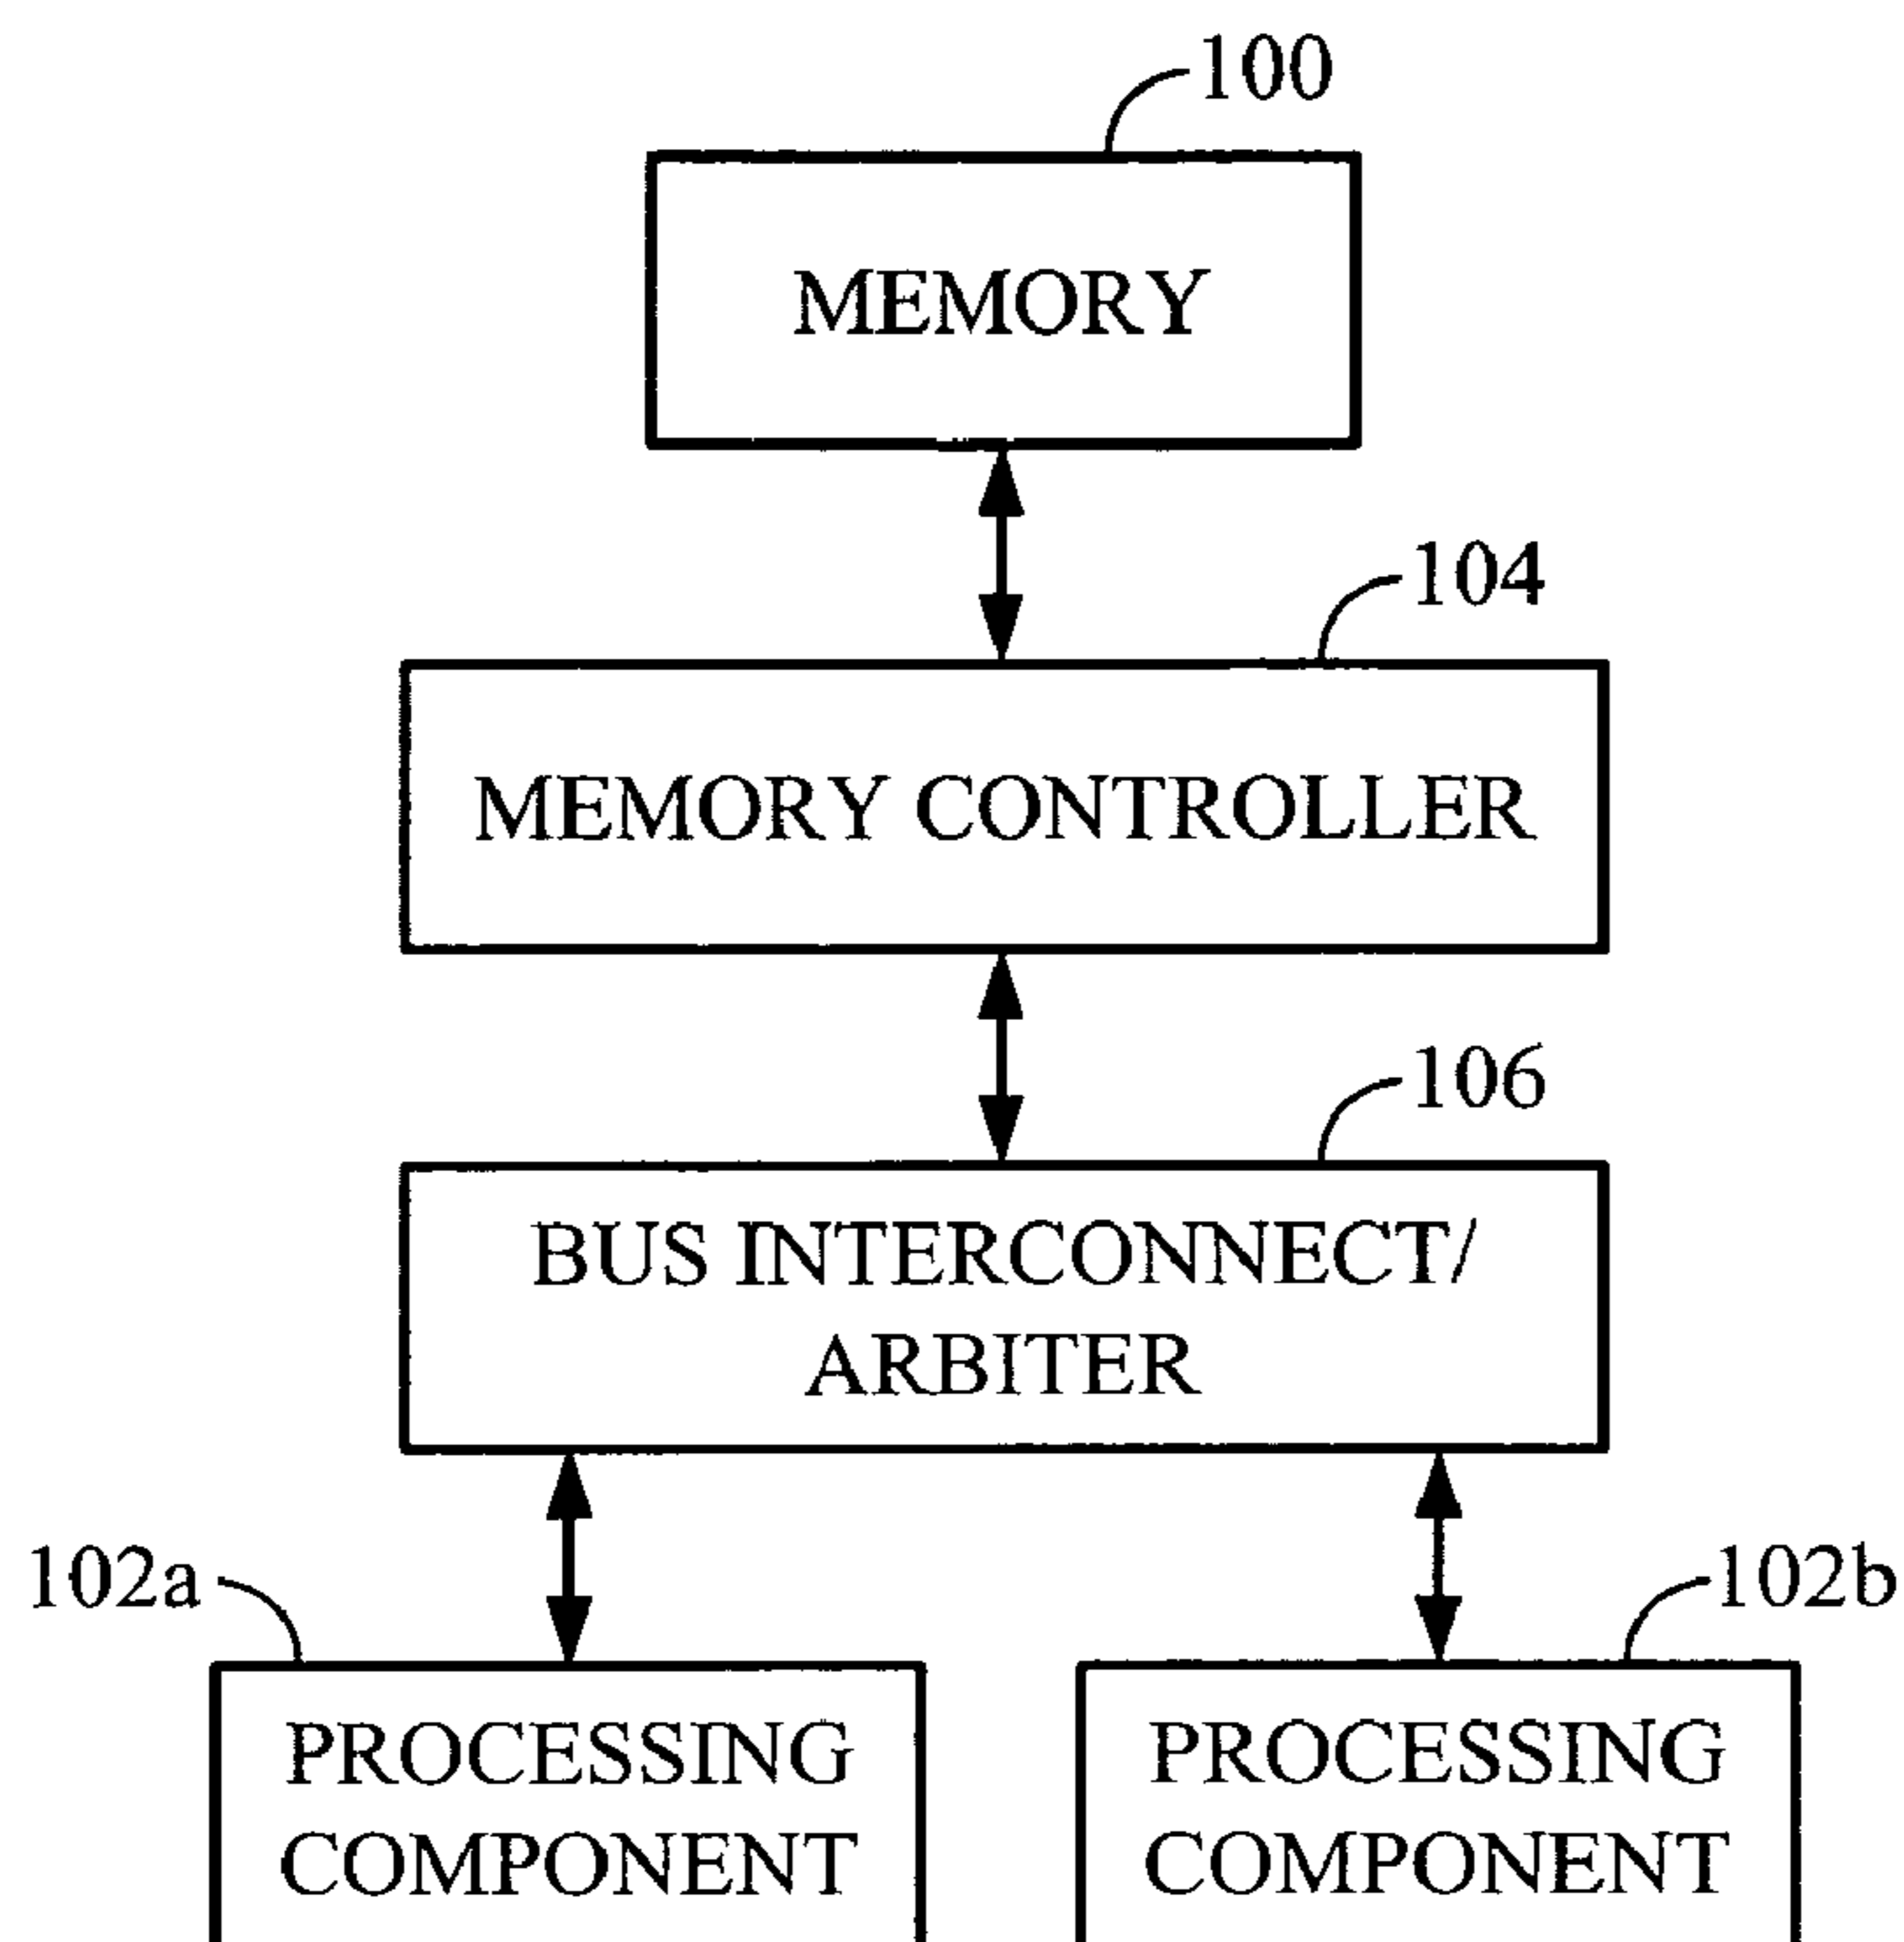 100
MEMORY
104
MEMORY CONTROLLER
106
BUS INTERCONNECT/
ARBITER
102a
102b
PROCESSING
COMPONENT
PROCESSING
COMPONENT